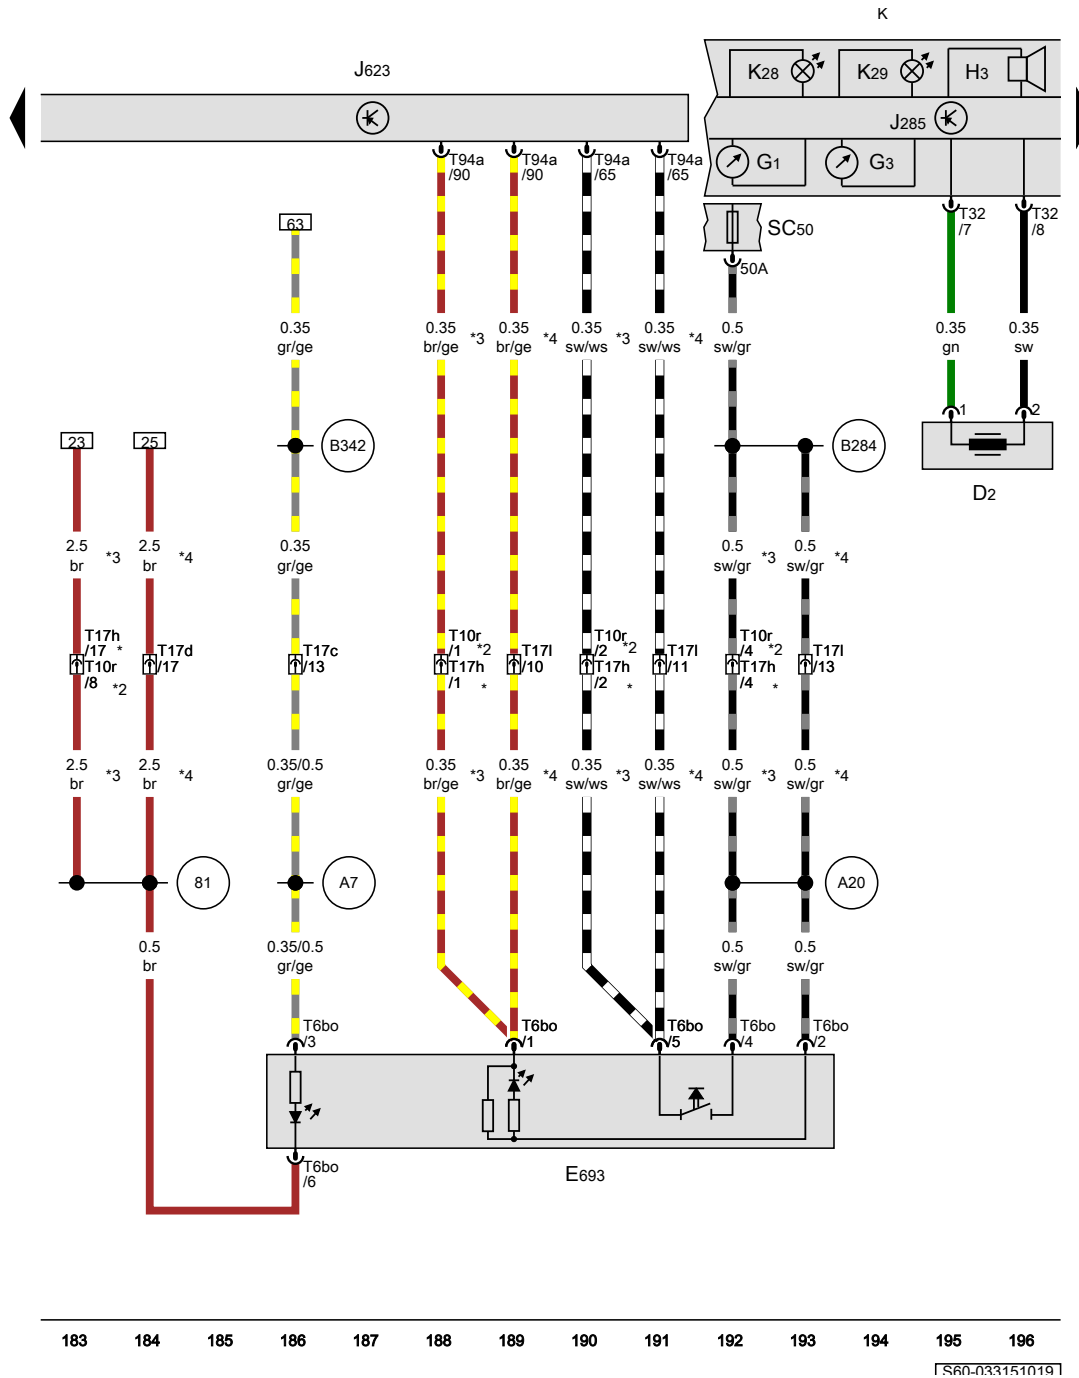 K
J623
K28
K29
H3
J285
G1
G3
T94a
/90
T94a
/90
T94a
/65
T94a
/65
SC50
50A
T32
/7
T32
/8
63
0.35
gr/ge
0.35
br/ge
*3
0.35
br/ge
*4
0.35
sw/ws
*3
0.35
sw/ws
*4
0.5
sw/gr
0.35
gn
0.35
sw
1
2
D2
23
25
B342
B284
2.5
br
*3
2.5
br
*4
0.35
gr/ge
0.5
sw/gr
*3
0.5
sw/gr
*4
T17h
/17 *
T10r
/8 *2
T17d
/17
T17c
/13
T10r
/1 *2
T17h
/1 *
T17l
/10
T10r
/2 *2
T17h
/2 *
T17l
/11
T10r
/4 *2
T17h
/4 *
T17l
/13
2.5
br
*3
2.5
br
*4
0.35/0.5
gr/ge
0.35
br/ge
*3
0.35
br/ge
*4
0.35
sw/ws
*3
0.35
sw/ws
*4
0.5
sw/gr
*3
0.5
sw/gr
*4
81
A7
A20
0.5
br
0.35/0.5
gr/ge
0.5
sw/gr
0.5
sw/gr
T6bo
/3
T6bo
/1
T6bo
/5
T6bo
/4
T6bo
/2
T6bo
/6
E693
183 184 185 186 187 188 189 190 191 192 193 194 195 196
S60-033151019